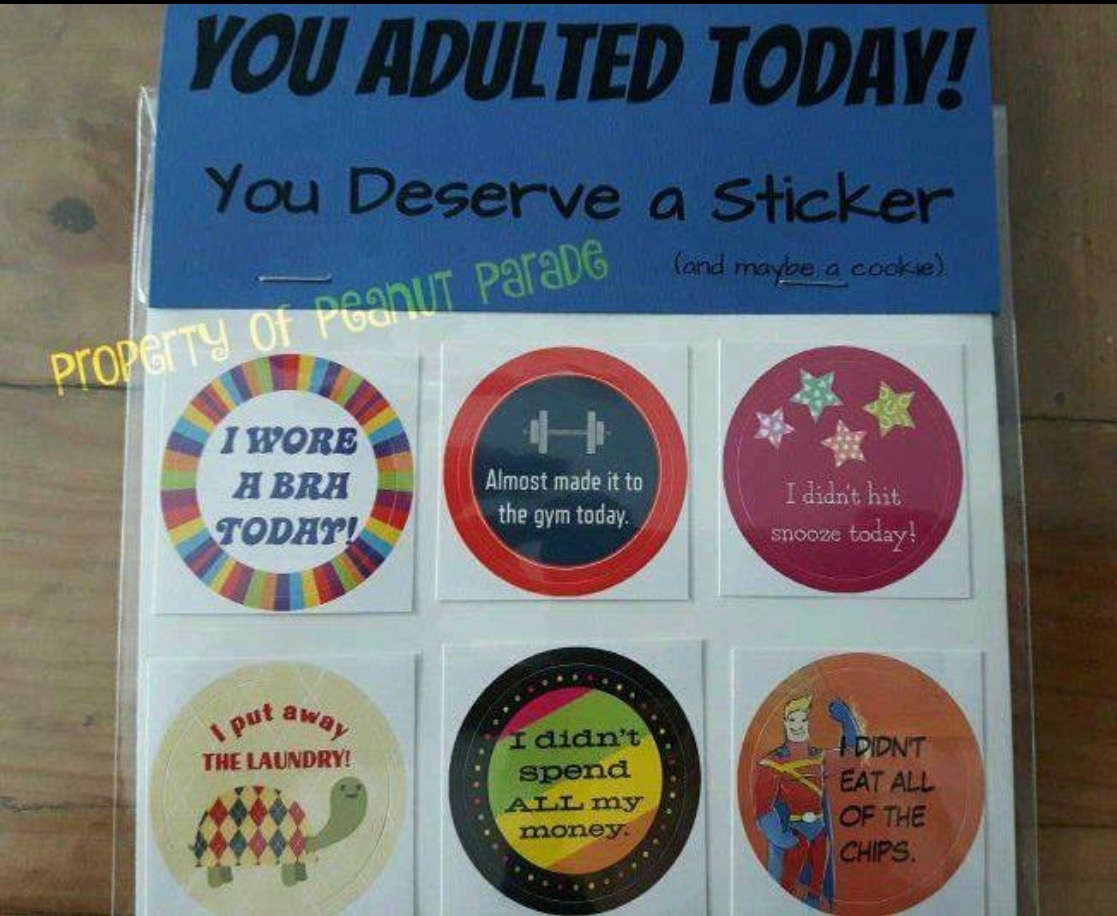 YOU ADULTED TODAY!
You Deserve a Sticker
(and maybe a cookie)
Property of Peanut Parade
I WORE
A BRA
TODAY!
Almost made it to
the gym today.
I didn't hit
snooze today!
I put away
THE LAUNDRY!
I didn't
spend
ALL my
money.
I DIDN'T
EAT ALL
OF THE
CHIPS.